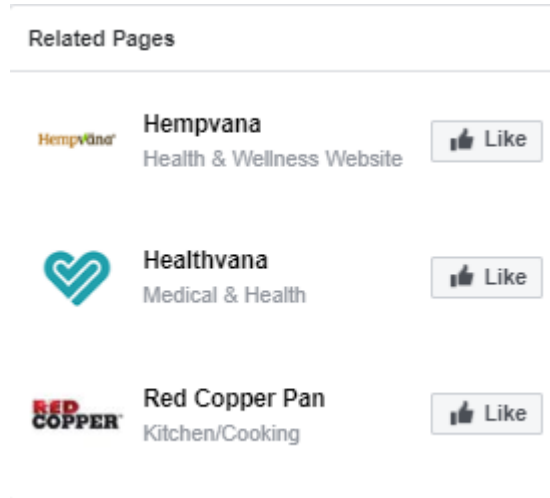 Related Pages
Hempvana
Hempvana
Health & Wellness Website
Like
Healthvana
Medical & Health
Like
RED
COPPER
Red Copper Pan
Kitchen/Cooking
Like